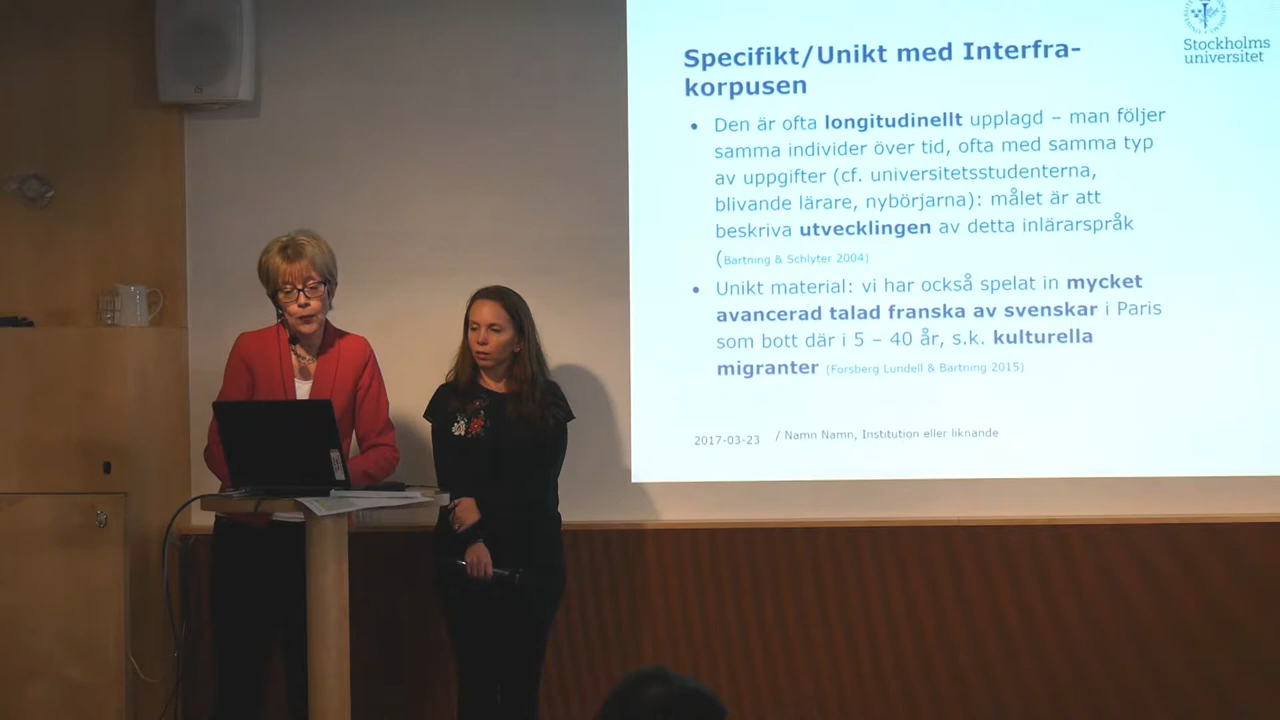 Stockholms
universitet
Specifikt/Unikt med Interfra-
korpusen
• Den är ofta longitudinellt upplagd – man följer
samma individer över tid, ofta med samma typ
av uppgifter (cf. universitetsstudenterna,
blivande lärare, nybörjarna): målet är att
beskriva utvecklingen av detta inlärarspråk
(Bartning & Schlyter 2004)
• Unikt material: vi har också spelat in mycket
avancerad talad franska av svenskar i Paris
som bott där i 5 – 40 år, s.k. kulturella
migranter (Forsberg Lundell & Bartning 2015)
2017-03-23 / Namn Namn, Institution eller liknande